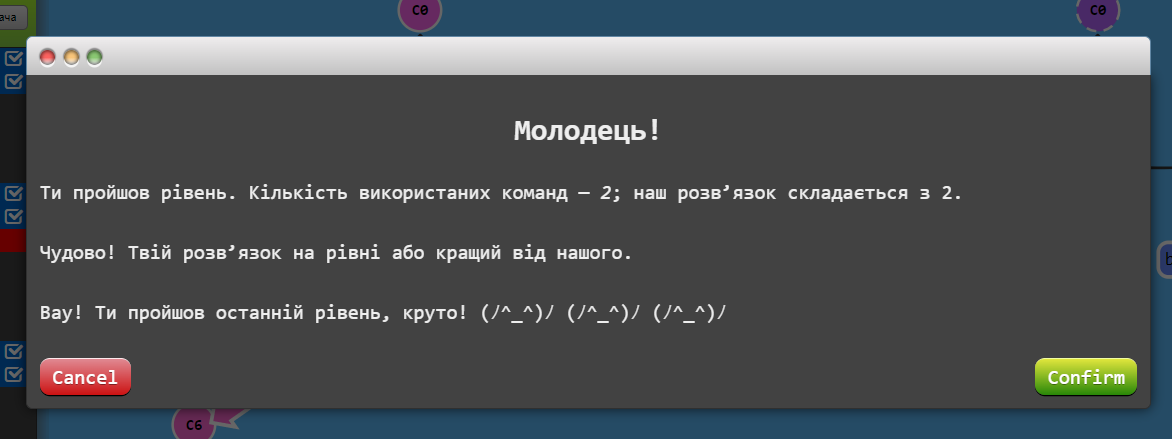 ача
C0
C0
Молодець!
Ти пройшов рівень. Кількість використаних команд – 2; наш розв’язок складається з 2.
Чудово! Твій розв’язок на рівні або кращий від нашого.
Вау! Ти пройшов останній рівень, круто! (/^_^)/ (/^_^)/ (/^_^)/
Cancel
Confirm
C6